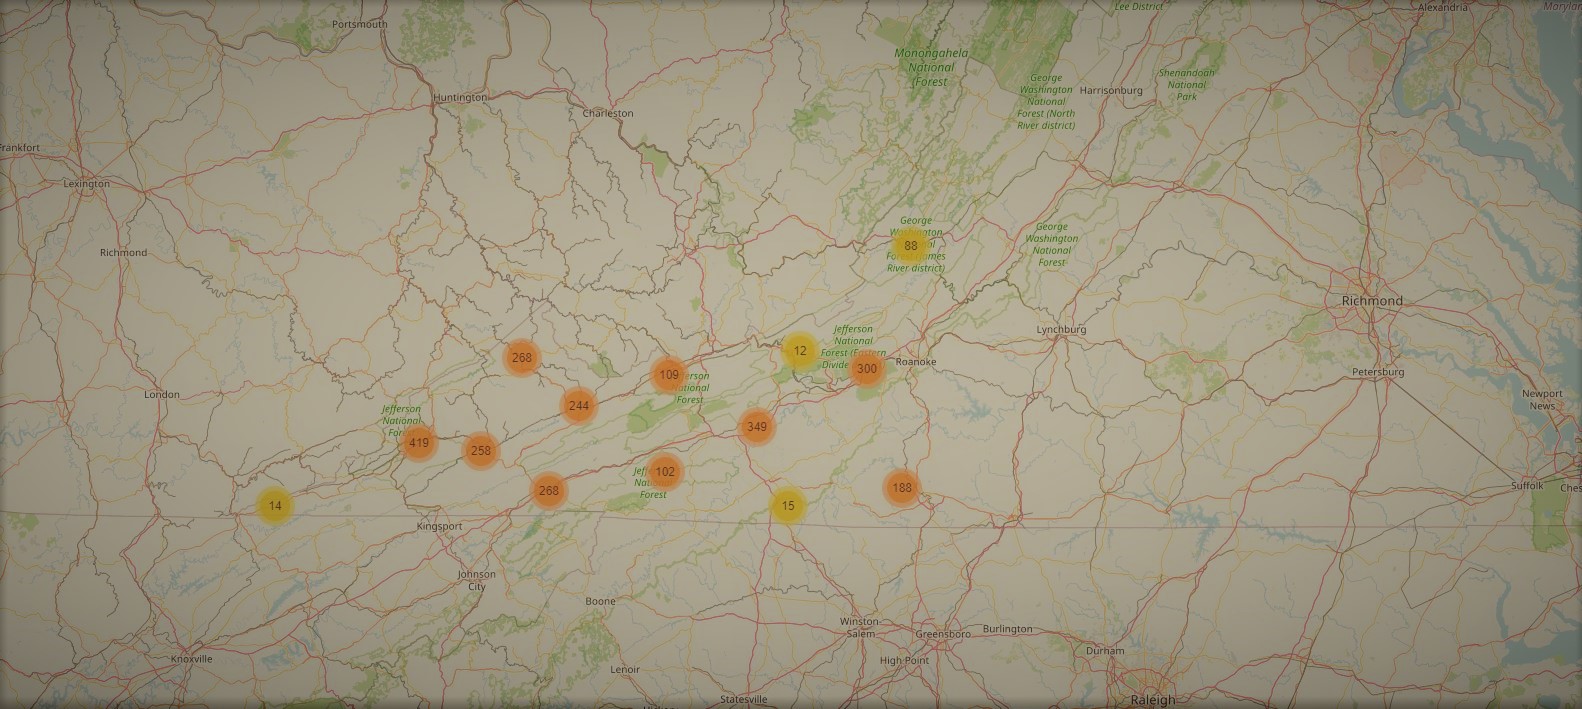 Lee District
Alexandria
Maryland
Portsmouth
Monongahela
National
(Forest
George
Washington
National
Forest (North
River district)
Harrisonburg
Shenandoah
National
Park
Huntington
Charleston
Frankfort
Lexington
Richmond
George
Washington
National
Forest (James
River district)
88
George
Washington
National
Forest
Richmond
Lynchburg
Jefferson
National
Forest (Eastern
Divide
12
300
Roanoke
Petersburg
268
109
Jefferson
National
Forest
London
244
Newport
News
Jefferson
National
Forest
419
258
349
268
102
Jefferson
National
Forest
188
Suffolk
Ches
14
15
Kingsport
Johnson
City
Boone
Winston-
Salem
Greensboro
Burlington
Knoxville
High Point
Durham
Lenoir
Statesville
Raleigh